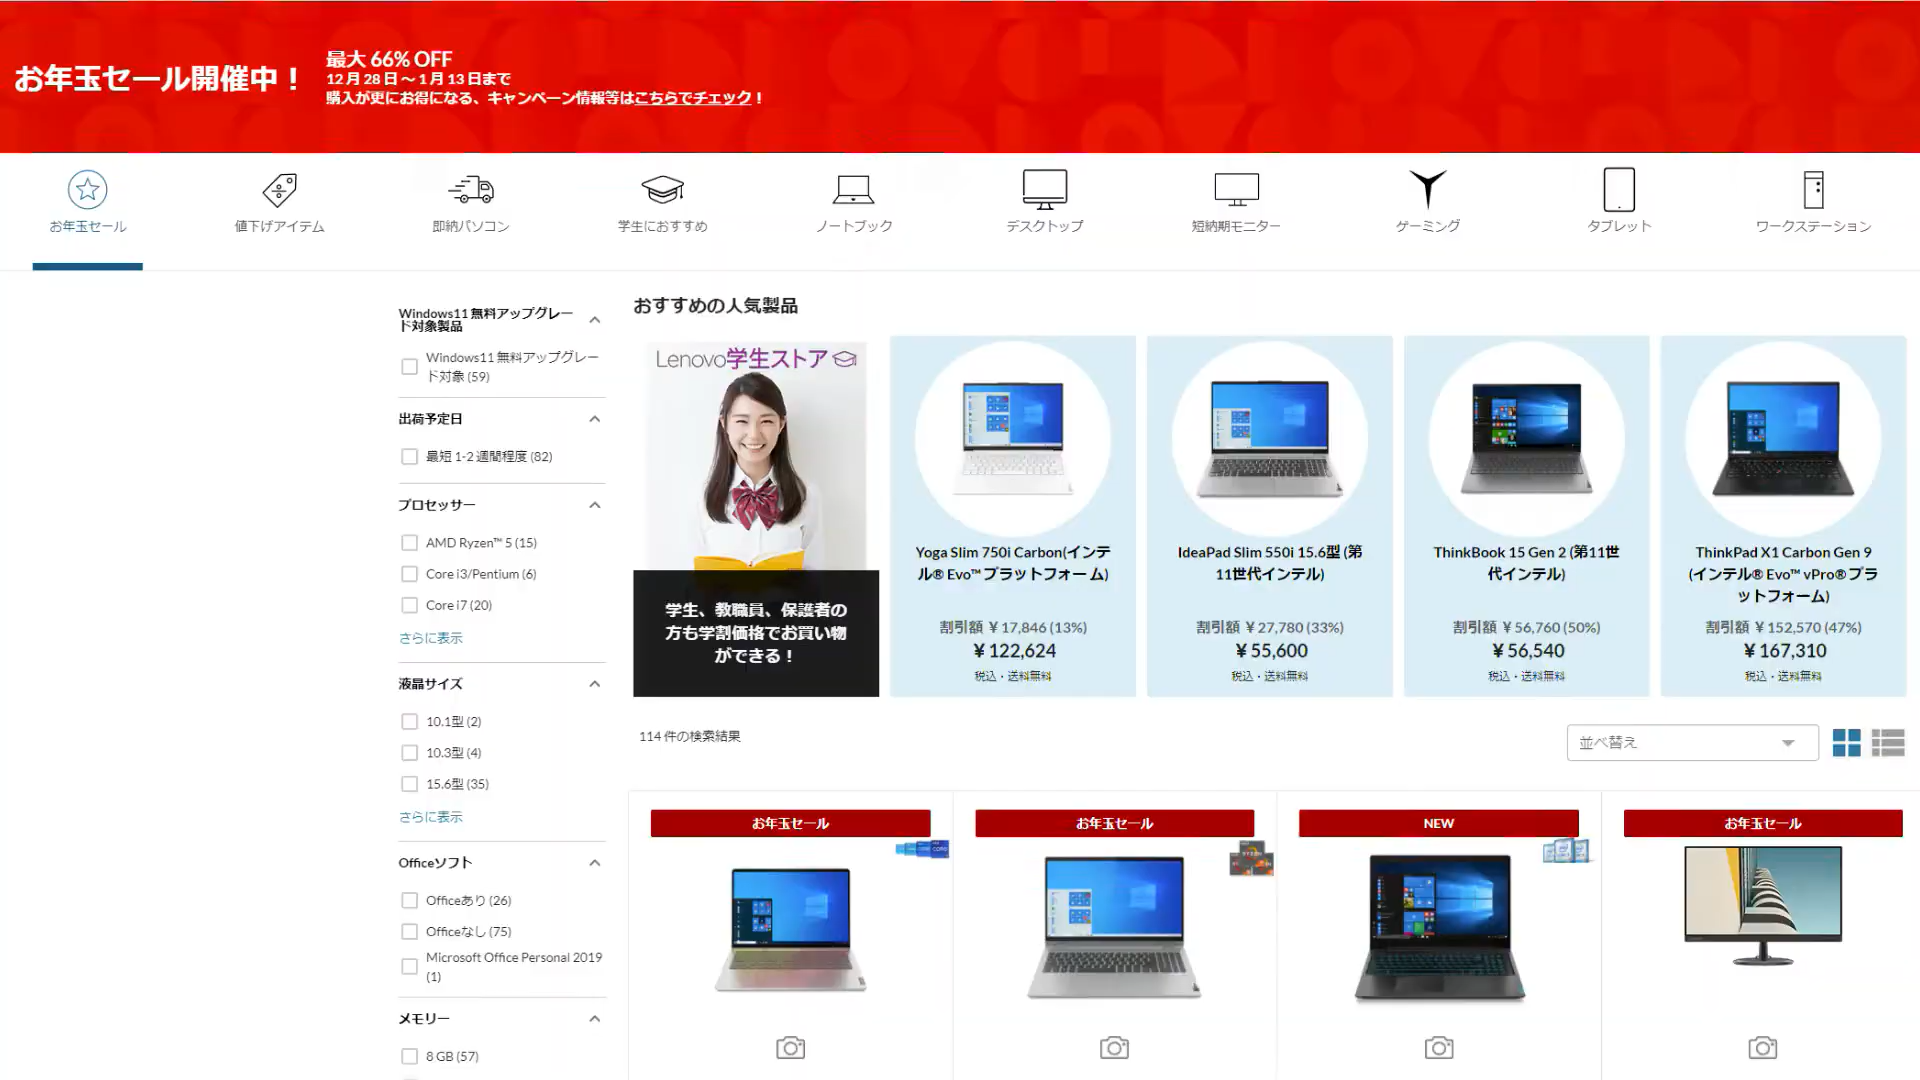 お年玉セール開催中！
最大 66% OFF
12 月 28 日 ～ 1 月 13 日まで
購入が更にお得になる、キャンペーン情報等はこちらでチェック！
お年玉セール
値下げアイテム
即納パソコン
学生におすすめ
ノートブック
デスクトップ
短納期モニター
ゲーミング
タブレット
ワークステーション
Windows11 無料アップグレー
ド対象製品
Windows11 無料アップグレー
ド対象 (59)
出荷予定日
最短 1-2 週間程度 (82)
プロセッサー
AMD Ryzen™ 5 (15)
Core i3/Pentium (6)
Core i7 (20)
さらに表示
液晶サイズ
10.1型 (2)
10.3型 (4)
15.6型 (35)
さらに表示
Officeソフト
Officeあり (26)
Officeなし (75)
Microsoft Office Personal 2019
(1)
メモリー
8 GB (57)
おすすめの人気製品
Lenovo学生ストア
学生、教職員、保護者の
方も学割価格でお買い物
ができる！
Yoga Slim 750i Carbon(インテ
ル® Evo™ プラットフォーム)
割引額 ￥17,846 (13%)
￥122,624
税込・送料無料
IdeaPad Slim 550i 15.6型 (第
11世代インテル)
割引額 ￥27,780 (33%)
￥55,600
税込・送料無料
ThinkBook 15 Gen 2 (第11世
代インテル)
割引額 ￥56,760 (50%)
￥56,540
税込・送料無料
ThinkPad X1 Carbon Gen 9
(インテル® Evo™ vPro® プラ
ットフォーム)
割引額 ￥152,570 (47%)
￥167,310
税込・送料無料
114 件の検索結果
並べ替え
お年玉セール
お年玉セール
NEW
お年玉セール